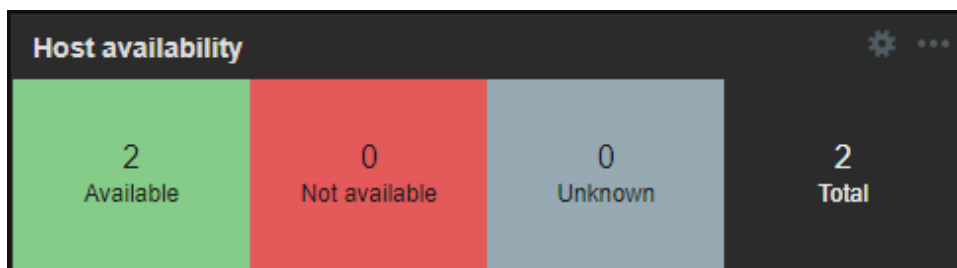 Host availability
2
Available
0
Not available
0
Unknown
2
Total